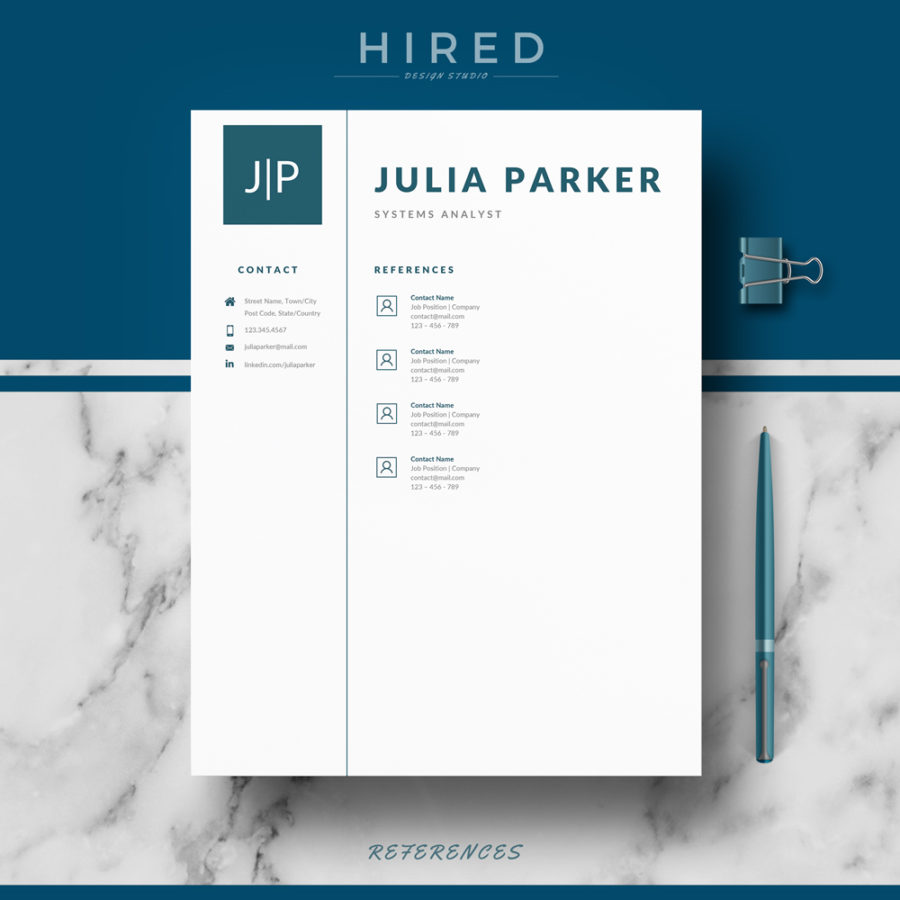 HIRED
DESIGN STUDIO
J|P
JULIA PARKER
SYSTEMS ANALYST
CONTACT
Street Name, Town/City
Post Code, State/Country
123.345.4567
juliaparker@mail.com
in
linkedin.com/juliaparker
REFERENCES
Contact Name
Job Position | Company
contact@mail.com
123 – 456 - 789
Contact Name
Job Position | Company
contact@mail.com
123 – 456 - 789
Contact Name
Job Position | Company
contact@mail.com
123 – 456 - 789
Contact Name
Job Position | Company
contact@mail.com
123 – 456 - 789
REFERENCES